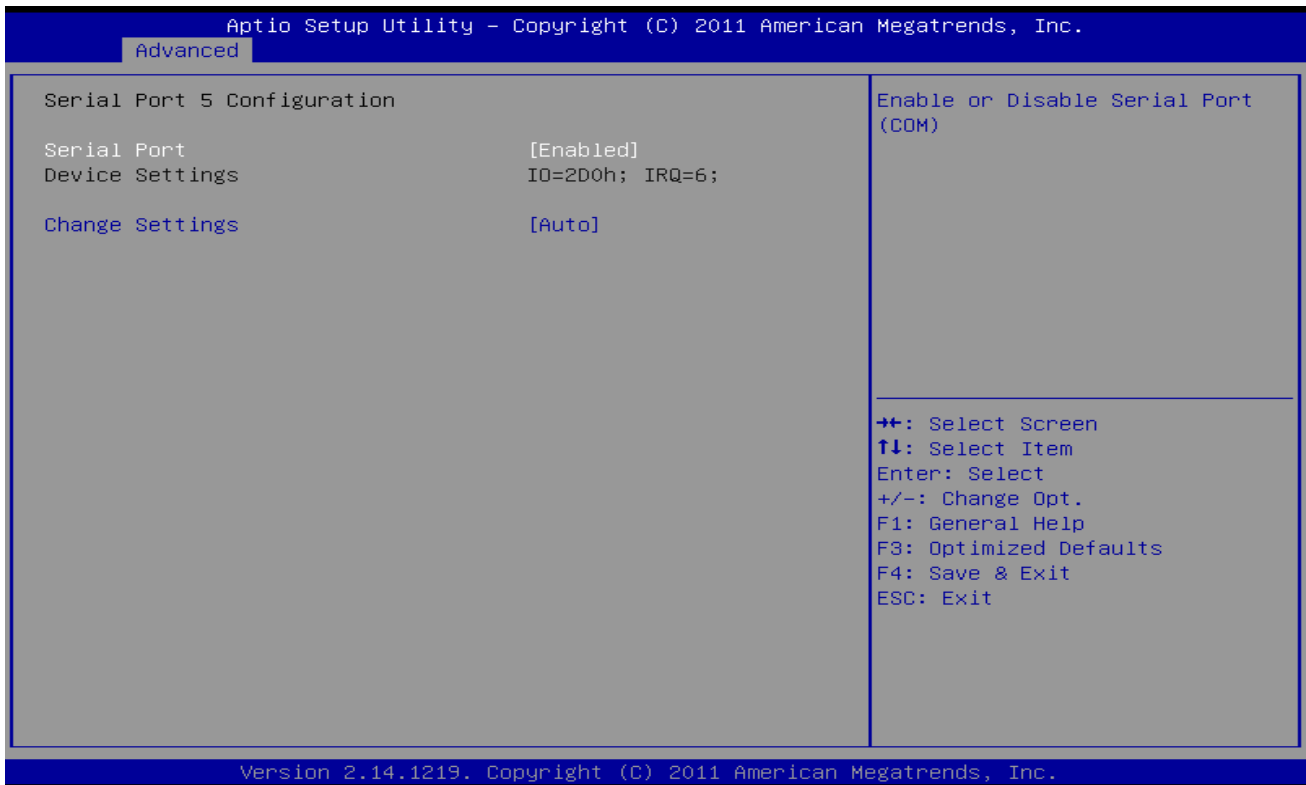 Aptio Setup Utility – Copyright (C) 2011 American Megatrends, Inc.
Advanced
Serial Port 5 Configuration
Serial Port [Enabled]
Device Settings IO=2D0h; IRQ=6;
Change Settings [Auto]
Enable or Disable Serial Port
(COM)
→←: Select Screen
↑↓: Select Item
Enter: Select
+/-: Change Opt.
F1: General Help
F3: Optimized Defaults
F4: Save & Exit
ESC: Exit
Version 2.14.1219. Copyright (C) 2011 American Megatrends, Inc.